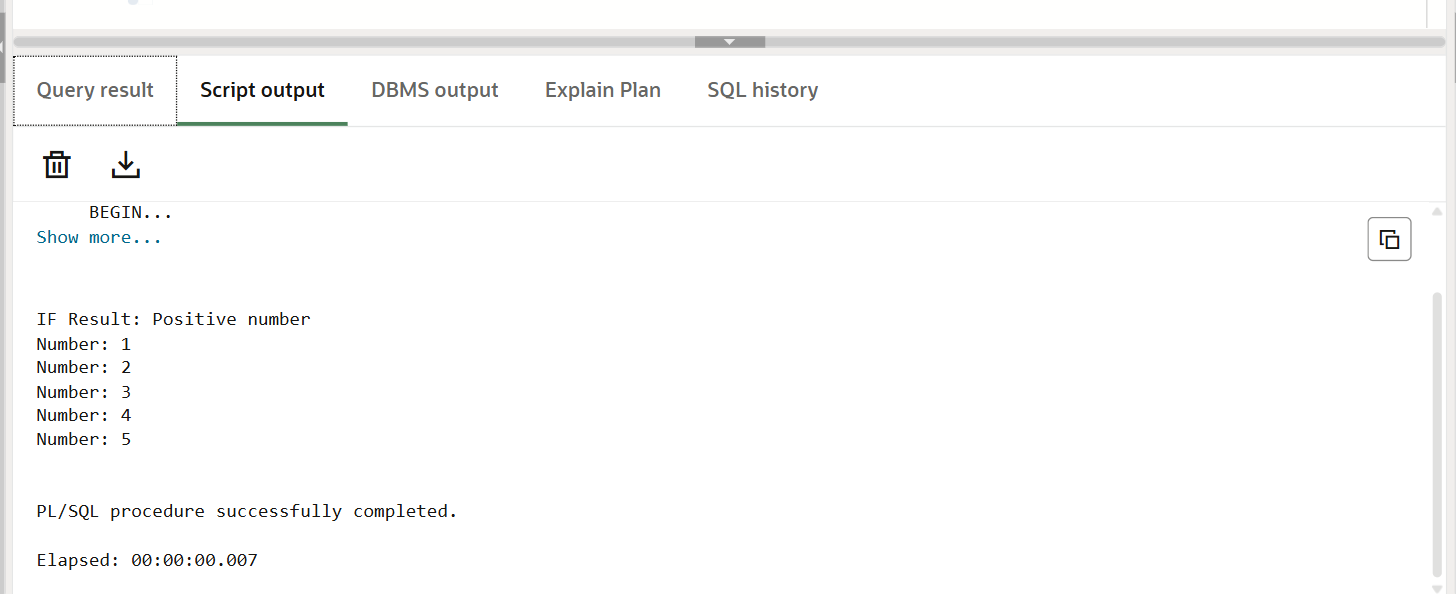 Query result Script output DBMS output Explain Plan SQL history
BEGIN...
Show more...
IF Result: Positive number
Number: 1
Number: 2
Number: 3
Number: 4
Number: 5
PL/SQL procedure successfully completed.
Elapsed: 00:00:00.007